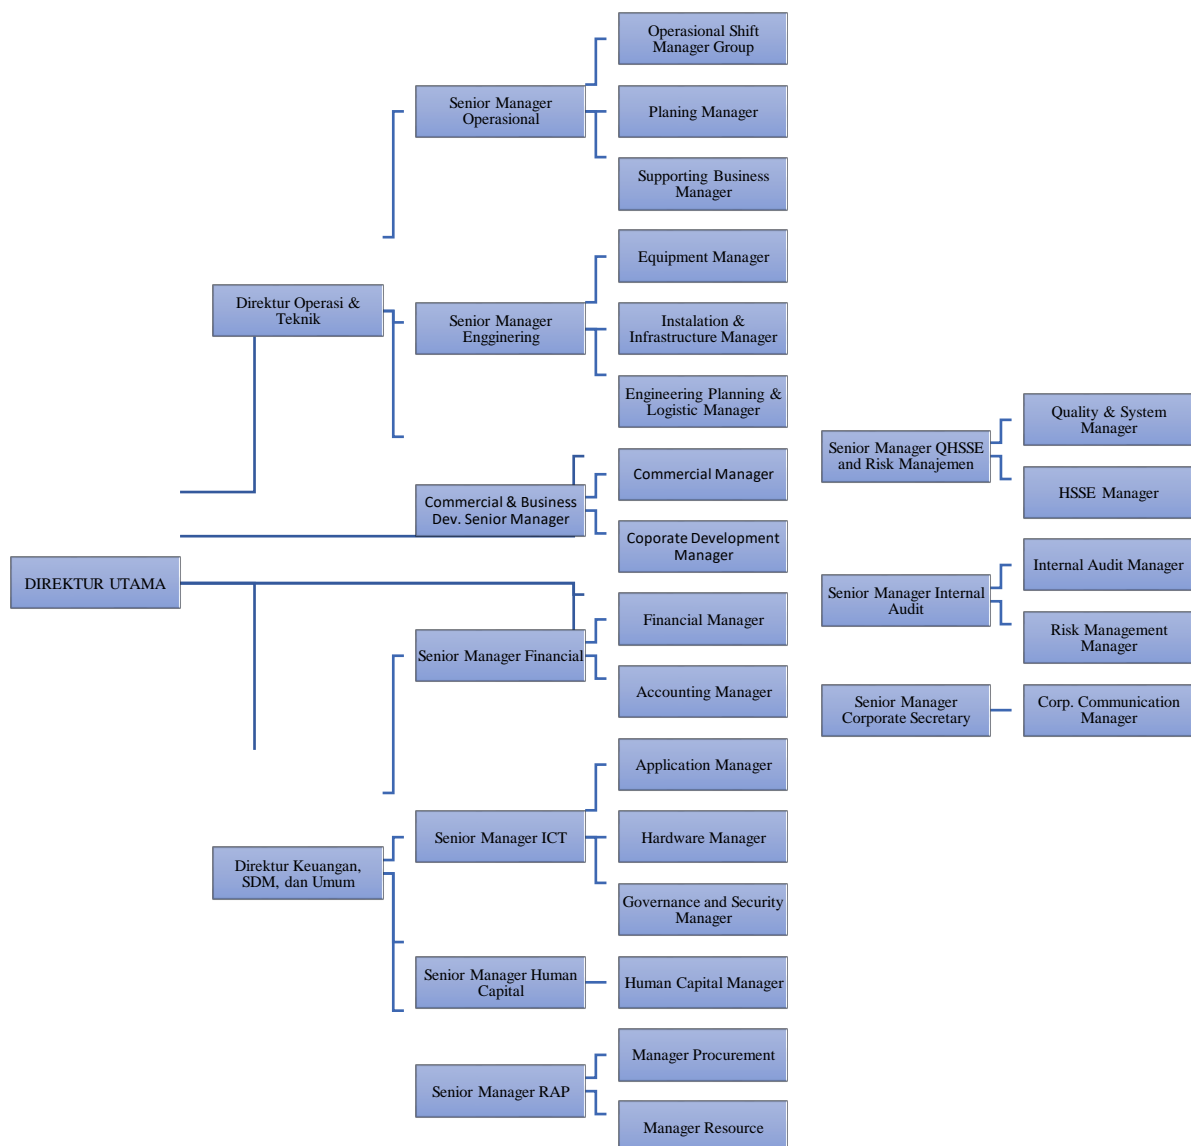 DIREKTUR UTAMA
Direktur Operasi &
Teknik
Senior Manager
Operasional
Operasional Shift
Manager Group
Planing Manager
Supporting Business
Manager
Senior Manager
Enggineering
Equipment Manager
Instalation &
Infrastructure Manager
Engineering Planning &
Logistic Manager
Commercial & Business
Dev. Senior Manager
Commercial Manager
Coporate Development
Manager
Direktur Keuangan,
SDM, dan Umum
Senior Manager Financial
Financial Manager
Accounting Manager
Senior Manager ICT
Application Manager
Hardware Manager
Governance and Security
Manager
Senior Manager Human
Capital
Human Capital Manager
Senior Manager RAP
Manager Procurement
Manager Resource
Senior Manager QHSSE
and Risk Manajemen
Quality & System
Manager
HSSE Manager
Senior Manager Internal
Audit
Internal Audit Manager
Risk Management
Manager
Senior Manager
Corporate Secretary
Corp. Communication
Manager